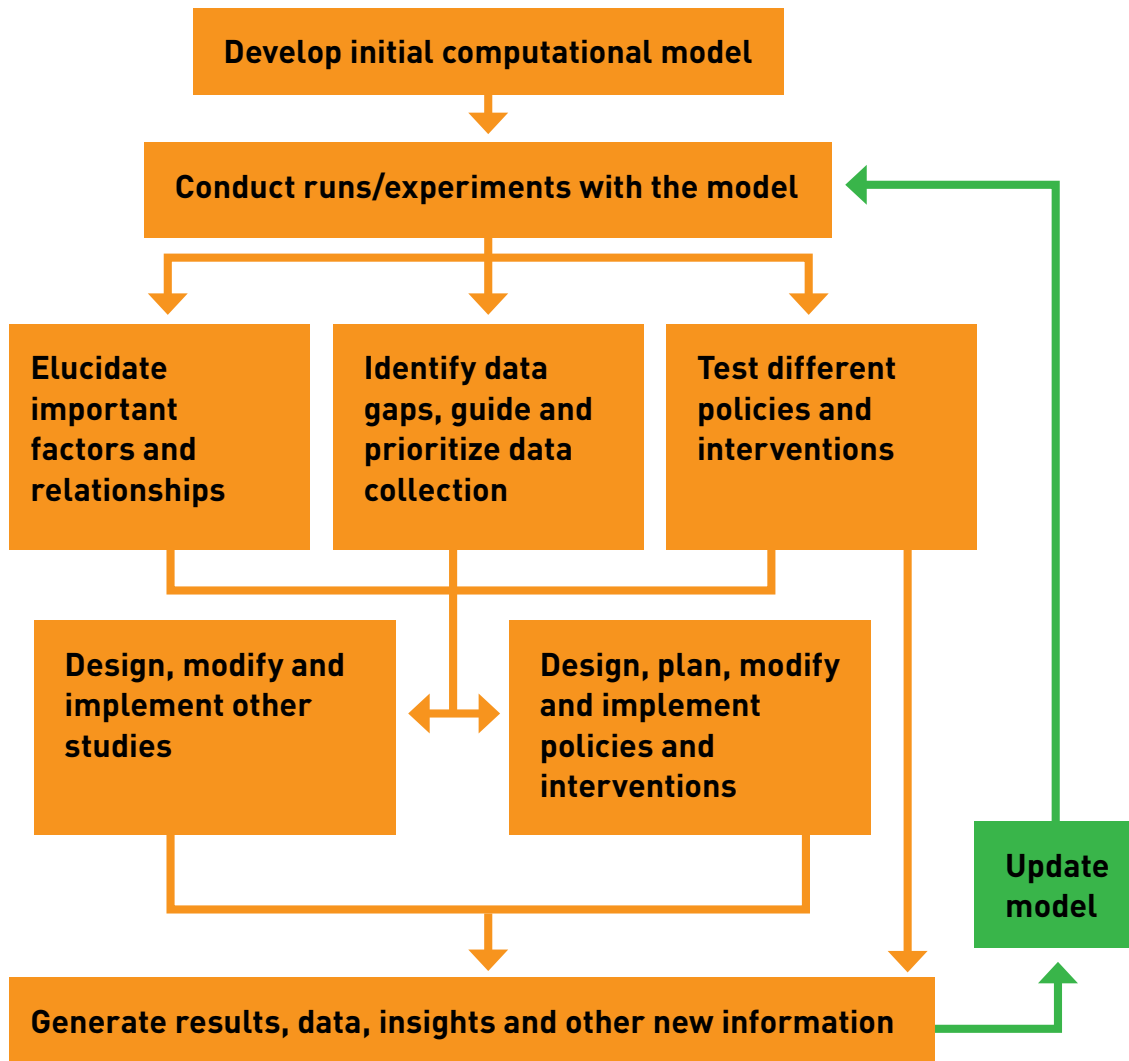 Develop initial computational model
Conduct runs/experiments with the model
Elucidate
important
factors and
relationships
Identify data
gaps, guide and
prioritize data
collection
Test different
policies and
interventions
Design, modify and
implement other
studies
Design, plan, modify
and implement
policies and
interventions
Update
model
Generate results, data, insights and other new information